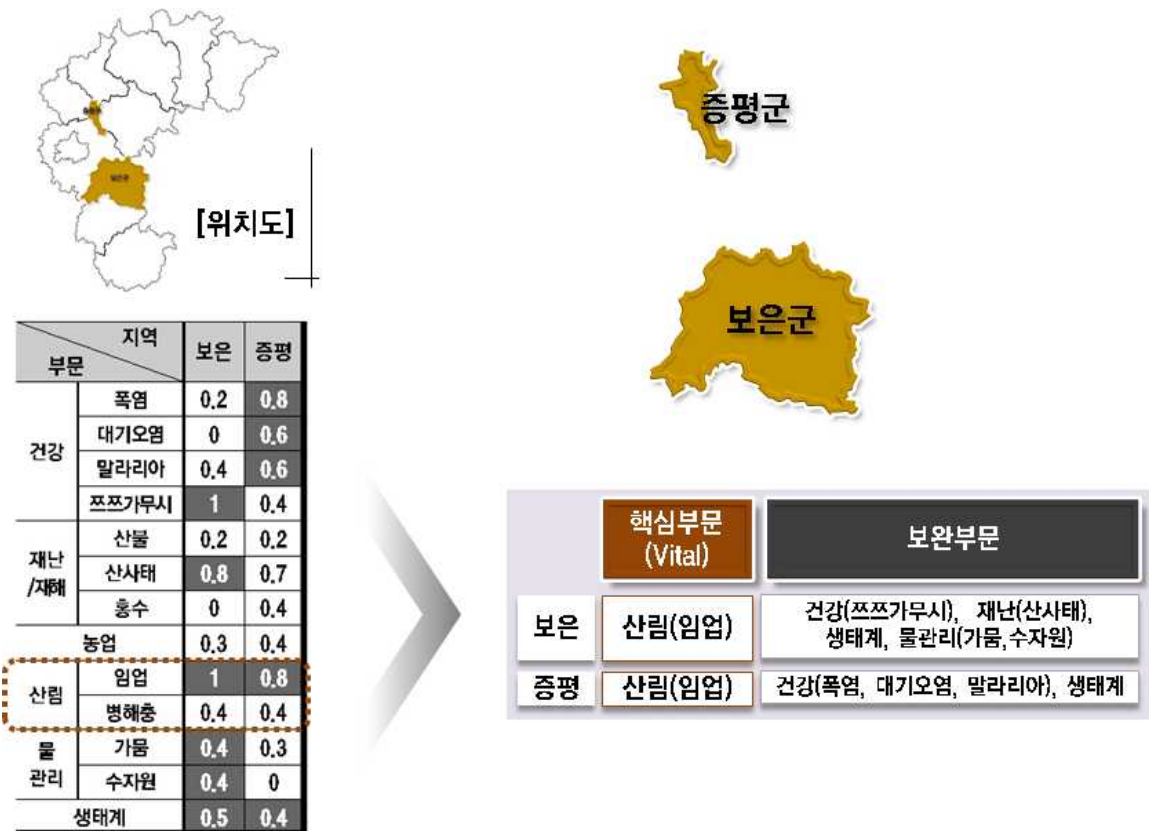 증평군
보은군
[위치도]
증평군
보은군
지역 보은 증평
부문
건강 폭염 0.2 0.8
대기오염 0 0.6
말라리아 0.4 0.6
쯔쯔가무시 1 0.4
재난/재해 산불 0.2 0.2
산사태 0.8 0.7
홍수 0 0.4
농업 0.3 0.4
산림 임업 1 0.8
병해충 0.4 0.4
물 관리 가뭄 0.4 0.3
수자원 0.4 0
생태계 0.5 0.4
핵심부문 보완부문
(Vital)
보은 산림(임업) 건강(쯔쯔가무시), 재난(산사태),
생태계, 물관리(가뭄,수자원)
증평 산림(임업) 건강(폭염, 대기오염, 말라리아), 생태계